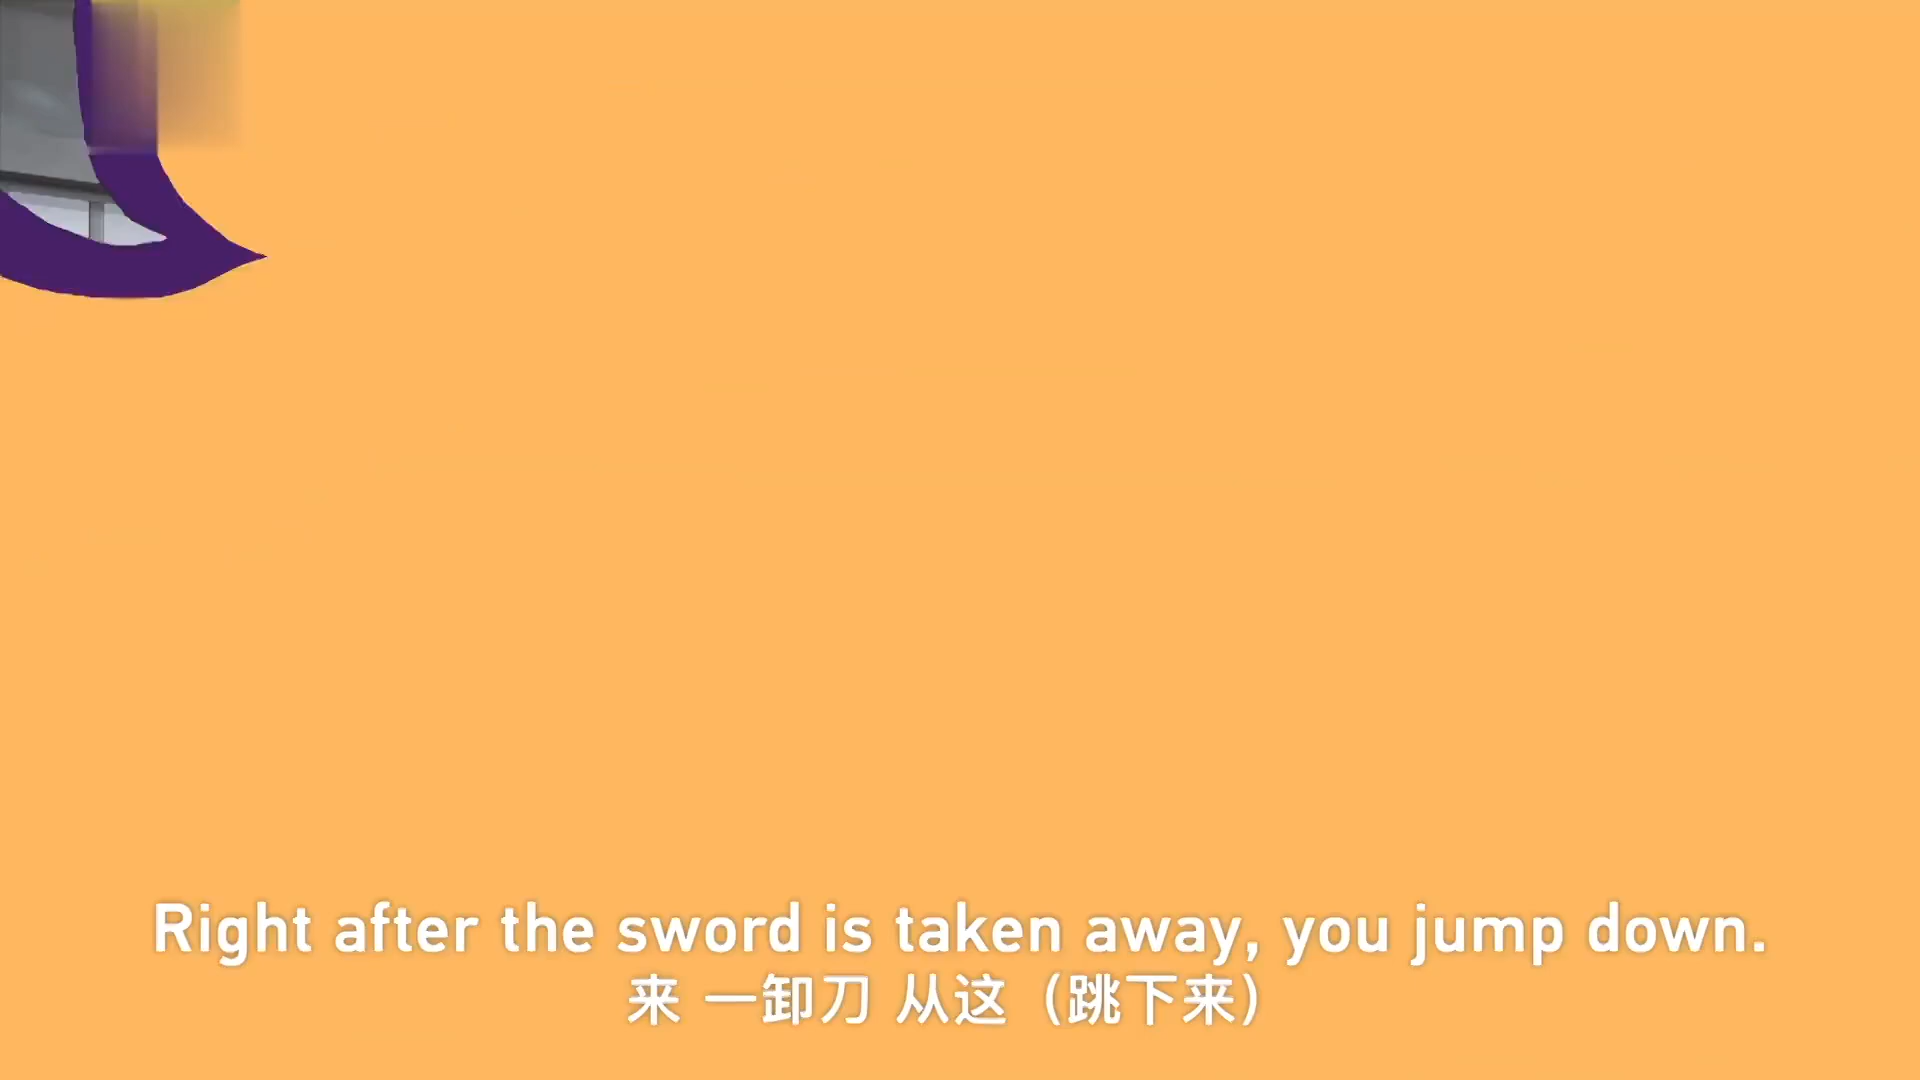 Right after the sword is taken away, you jump down.
来 一卸刀 从这（跳下来）